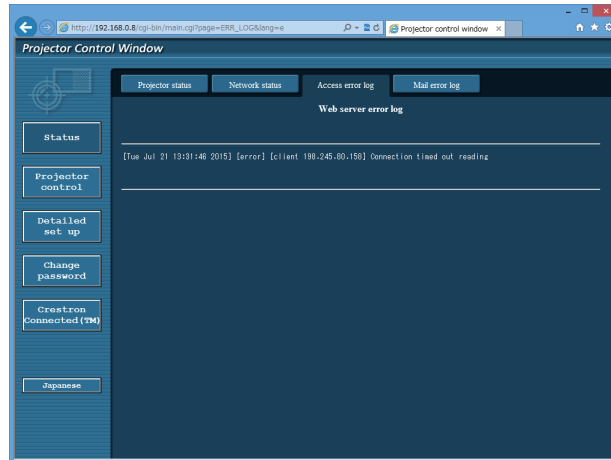 http://192.168.0.8/cgi-bin/main.cgi?page=ERR_LOG&lang=e
Projector control window
Projector Control Window
Projector status
Network status
Access error log
Mail error log
Web server error log
Status
[Tue Jul 21 13:31:46 2015] [error] [client 198.245.80.158] Connection timed out reading
Projector
control
Detailed
set up
Change
password
Crestron
Connected(TM)
Japanese